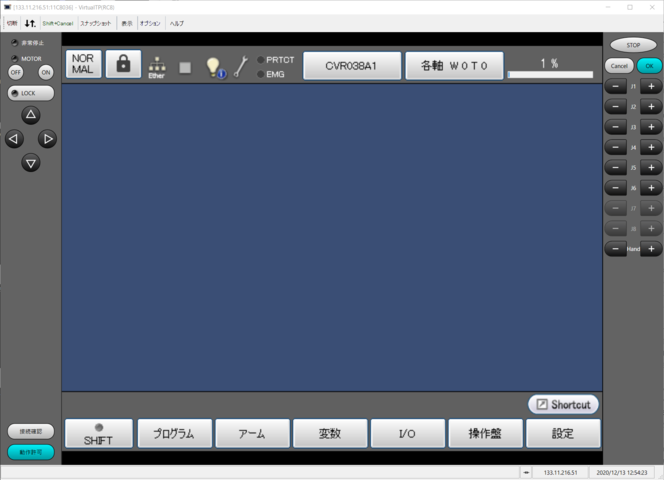 [133.11.216.51:11C8D36] - VirtualTP(RC8)
切断 Shift+Cancel スナップショット 表示 オプション ヘルプ
非常停止
MOTOR
OFF ON
LOCK
NOR
MAL
Ether
PRTCT
EMG
CVR038A1
各軸 W0T0
1 %
STOP
Cancel OK
− J1 +
− J2 +
− J3 +
− J4 +
− J5 +
− J6 +
− J7 +
− J8 +
− Hand +
Shortcut
接続確認
動作許可
SHIFT
プログラム
アーム
変数
I/O
操作盤
設定
133.11.216.51
2020/12/13 12:54:23